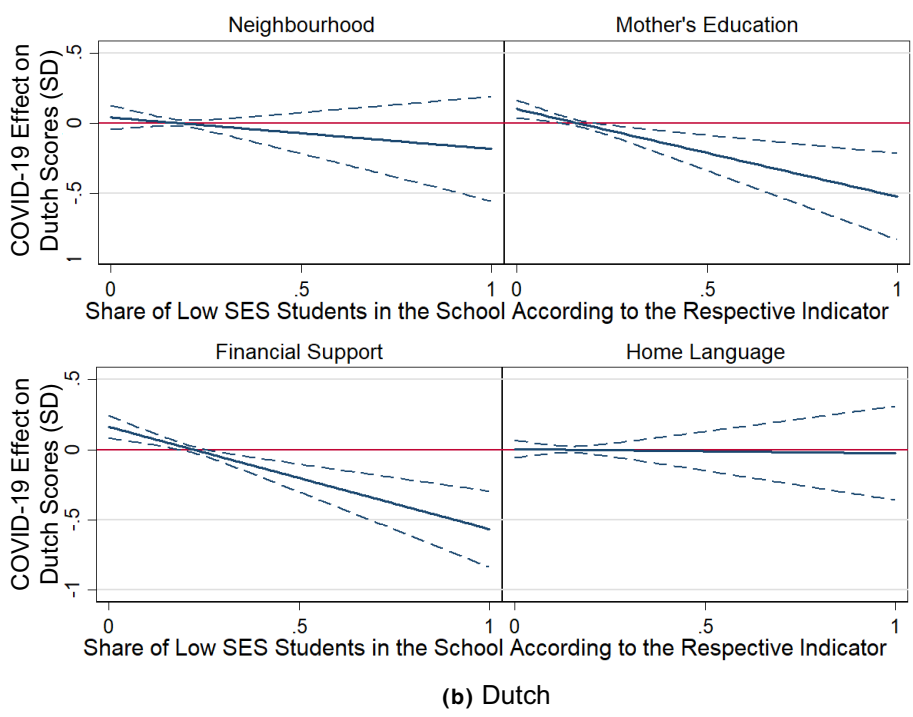 Neighbourhood Mother's Education
COVID-19 Effect on
Dutch Scores (SD)
.5
0
-.5
1
0 .5 1 0 .5 1
Share of Low SES Students in the School According to the Respective Indicator
Financial Support Home Language
COVID-19 Effect on
Dutch Scores (SD)
.5
0
-.5
-1
0 .5 1 0 .5 1
Share of Low SES Students in the School According to the Respective Indicator
(b) Dutch